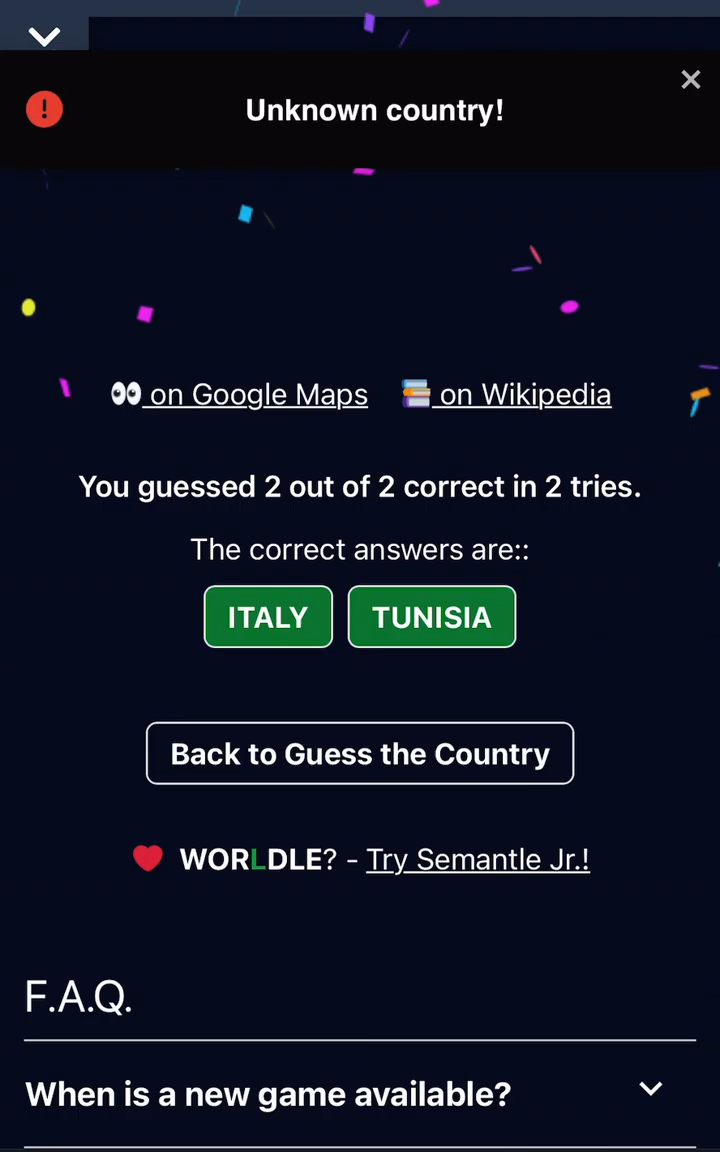 Unknown country!
on Google Maps
on Wikipedia
You guessed 2 out of 2 correct in 2 tries.
The correct answers are::
ITALY
TUNISIA
Back to Guess the Country
WORLDLE? - Try Semantle Jr.!
F.A.Q.
When is a new game available?